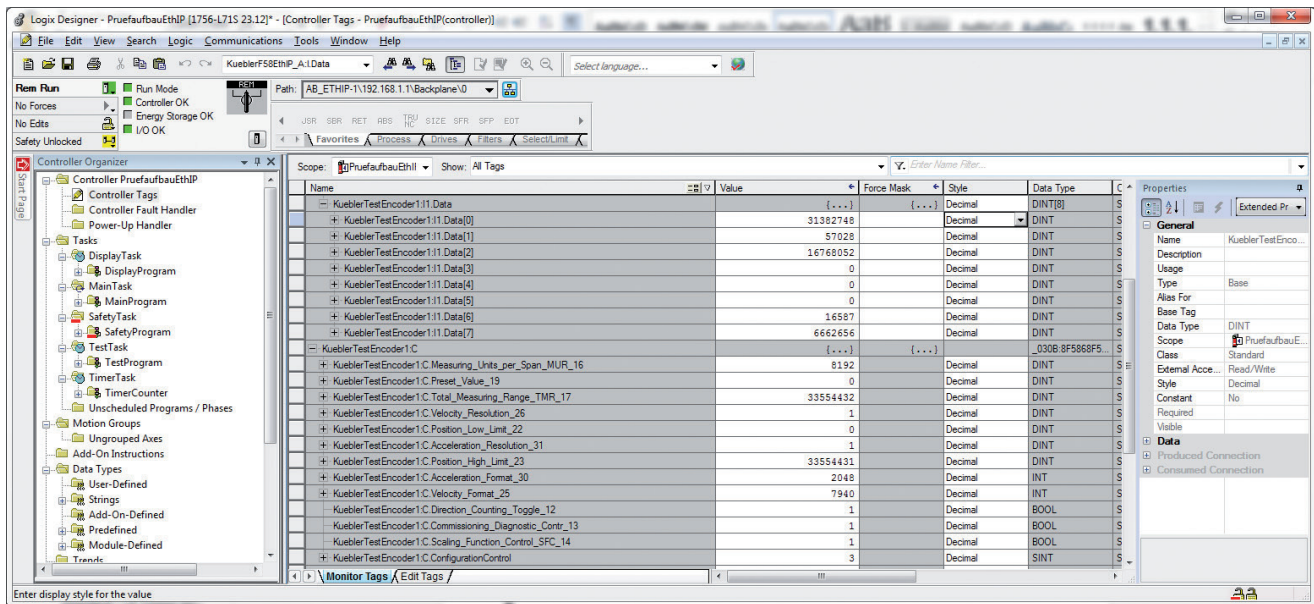 Logix Designer - PruefaufbauEthIP [1756-L71S 23.12]* - [Controller Tags - PruefaufbauEthIP(controller)]
File Edit View Search Logic Communications Tools Window Help
KueblerF58EthIP_A:I.Data Select language...
Rem Run Run Mode REM Path: AB_ETHIP-1\192.168.1.1\Backplane\0
No Forces Controller OK
No Edits Energy Storage OK
Safety Unlocked I/O OK
JSR SBR RET ABS TRU NC SIZE SFR SFP EOT
Favorites Process Drives Filters Select/Limit
Start Page
Controller Organizer
Controller PruefaufbauEthIP
Controller Tags
Controller Fault Handler
Power-Up Handler
Tasks
DisplayTask
DisplayProgram
MainTask
MainProgram
SafetyTask
SafetyProgram
TestTask
TestProgram
TimerTask
TimerCounter
Unscheduled Programs / Phases
Motion Groups
Ungrouped Axes
Add-On Instructions
Data Types
User-Defined
Strings
Add-On-Defined
Predefined
Module-Defined
Trends
Scope: PruefaufbauEthII Show: All Tags Enter Name Filter...
Name Value Force Mask Style Data Type C
KueblerTestEncoder1:I1.Data {...} {...} Decimal DINT[8] S
KueblerTestEncoder1:I1.Data[0] 31382748 Decimal DINT S
KueblerTestEncoder1:I1.Data[1] 57028 Decimal DINT S
KueblerTestEncoder1:I1.Data[2] 16768052 Decimal DINT S
KueblerTestEncoder1:I1.Data[3] 0 Decimal DINT S
KueblerTestEncoder1:I1.Data[4] 0 Decimal DINT S
KueblerTestEncoder1:I1.Data[5] 0 Decimal DINT S
KueblerTestEncoder1:I1.Data[6] 16587 Decimal DINT S
KueblerTestEncoder1:I1.Data[7] 6662656 Decimal DINT S
KueblerTestEncoder1:C {...} {...} _030B:8F5868F5... S
KueblerTestEncoder1:C.Measuring_Units_per_Span_MUR_16 8192 Decimal DINT S
KueblerTestEncoder1:C.Preset_Value_19 0 Decimal DINT S
KueblerTestEncoder1:C.Total_Measuring_Range_TMR_17 33554432 Decimal DINT S
KueblerTestEncoder1:C.Velocity_Resolution_26 1 Decimal DINT S
KueblerTestEncoder1:C.Position_Low_Limit_22 0 Decimal DINT S
KueblerTestEncoder1:C.Acceleration_Resolution_31 1 Decimal DINT S
KueblerTestEncoder1:C.Position_High_Limit_23 33554431 Decimal DINT S
KueblerTestEncoder1:C.Acceleration_Format_30 2048 Decimal INT S
KueblerTestEncoder1:C.Velocity_Format_25 7940 Decimal INT S
KueblerTestEncoder1:C.Direction_Counting_Toggle_12 1 Decimal BOOL S
KueblerTestEncoder1:C.Commissioning_Diagnostic_Contr_13 1 Decimal BOOL S
KueblerTestEncoder1:C.Scaling_Function_Control_SFC_14 1 Decimal BOOL S
KueblerTestEncoder1:C.ConfigurationControl 3 Decimal SINT S
Monitor Tags Edit Tags
Properties
Extended Pr
General
Name KueblerTestEnco...
Description
Usage
Type Base
Alias For
Base Tag
Data Type DINT
Scope PruefaufbauE...
Class Standard
External Acce... Read/Write
Style Decimal
Constant No
Required
Visible
Data
Produced Connection
Consumed Connection
Enter display style for the value